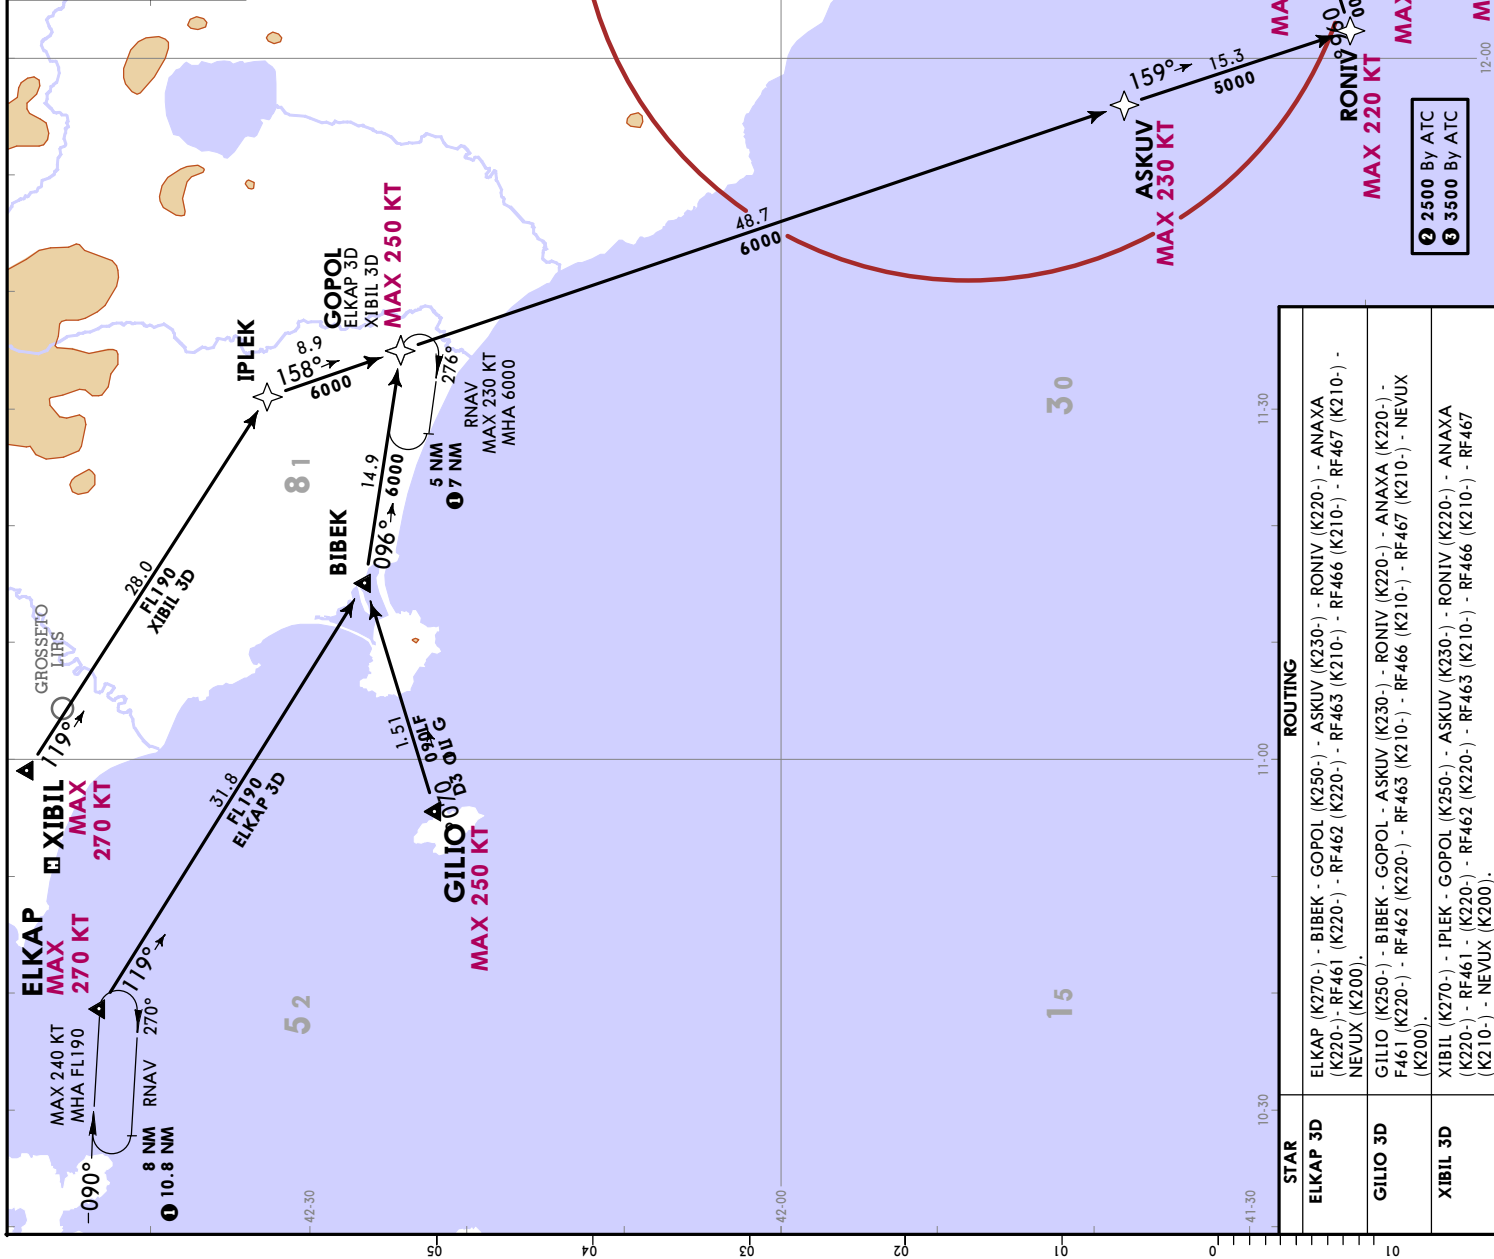 ELKAP
MAX
270 KT
MAX 240 KT
MHA FL190
090°
270°
RNAV
8 NM
❶ 10.8 NM
119°
31.8
FL190
ELKAP 3D
H XIBIL
MAX
270 KT
119°
GROSSETO
LIRS
28.0
FL190
XIBIL 3D
IPLEK
158°
8.9
6000
GOPOL
ELKAP 3D
XIBIL 3D
MAX 250 KT
BIBEK
096°
14.9
6000
276°
RNAV
MAX 230 KT
MHA 6000
5 NM
❶ 7 NM
GILIO
MAX 250 KT
070°
48.7
6000
ASKUV
MAX 230 KT
159°
15.3
5000
RONIV
MAX 220 KT
❷ 2500 By ATC
❸ 3500 By ATC
81
52
30
15
42-30
42-00
41-30
10-30
11-00
11-30
12-00
05
04
03
02
01
0
01
STAR
ROUTING
ELKAP 3D
ELKAP (K270-) - BIBEK - GOPOL (K250-) - ASKUV (K230-) - RONIV (K220-) - ANAXA
(K220-) - RF461 (K220-) - RF462 (K220-) - RF463 (K210-) - RF466 (K210-) - RF467 (K210-) -
NEVUX (K200).
GILIO 3D
GILIO (K250-) - BIBEK - GOPOL - ASKUV (K230-) - RONIV (K220-) - ANAXA (K220-) -
F461 (K220-) - RF462 (K220-) - RF463 (K210-) - RF466 (K210-) - RF467 (K210-) - NEVUX
(K200).
XIBIL 3D
XIBIL (K270-) - IPLEK - GOPOL (K250-) - ASKUV (K230-) - RONIV (K220-) - ANAXA
(K220-) - RF461 - (K220-) - RF462 (K220-) - RF463 (K210-) - RF466 (K210-) - RF467
(K210-) - NEVUX (K200).